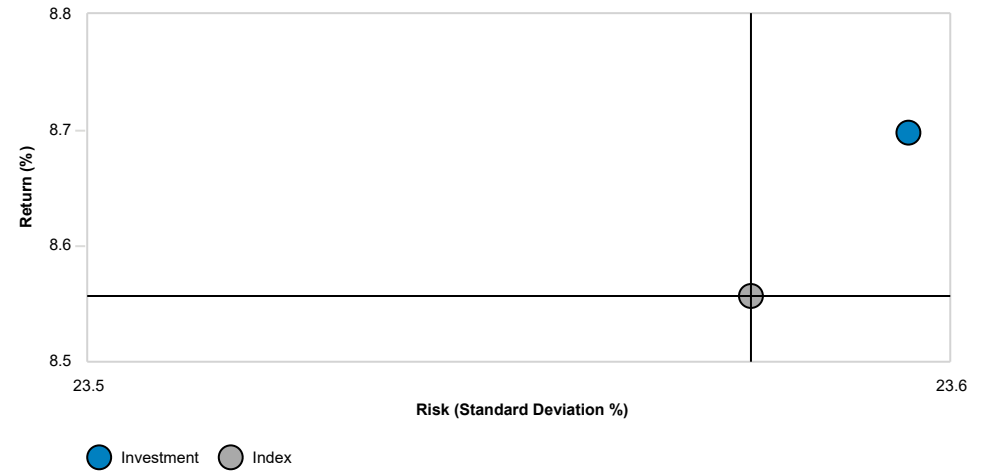 8.8
8.7
8.6
8.5
Return (%)
23.5
23.6
Risk (Standard Deviation %)
Investment
Index